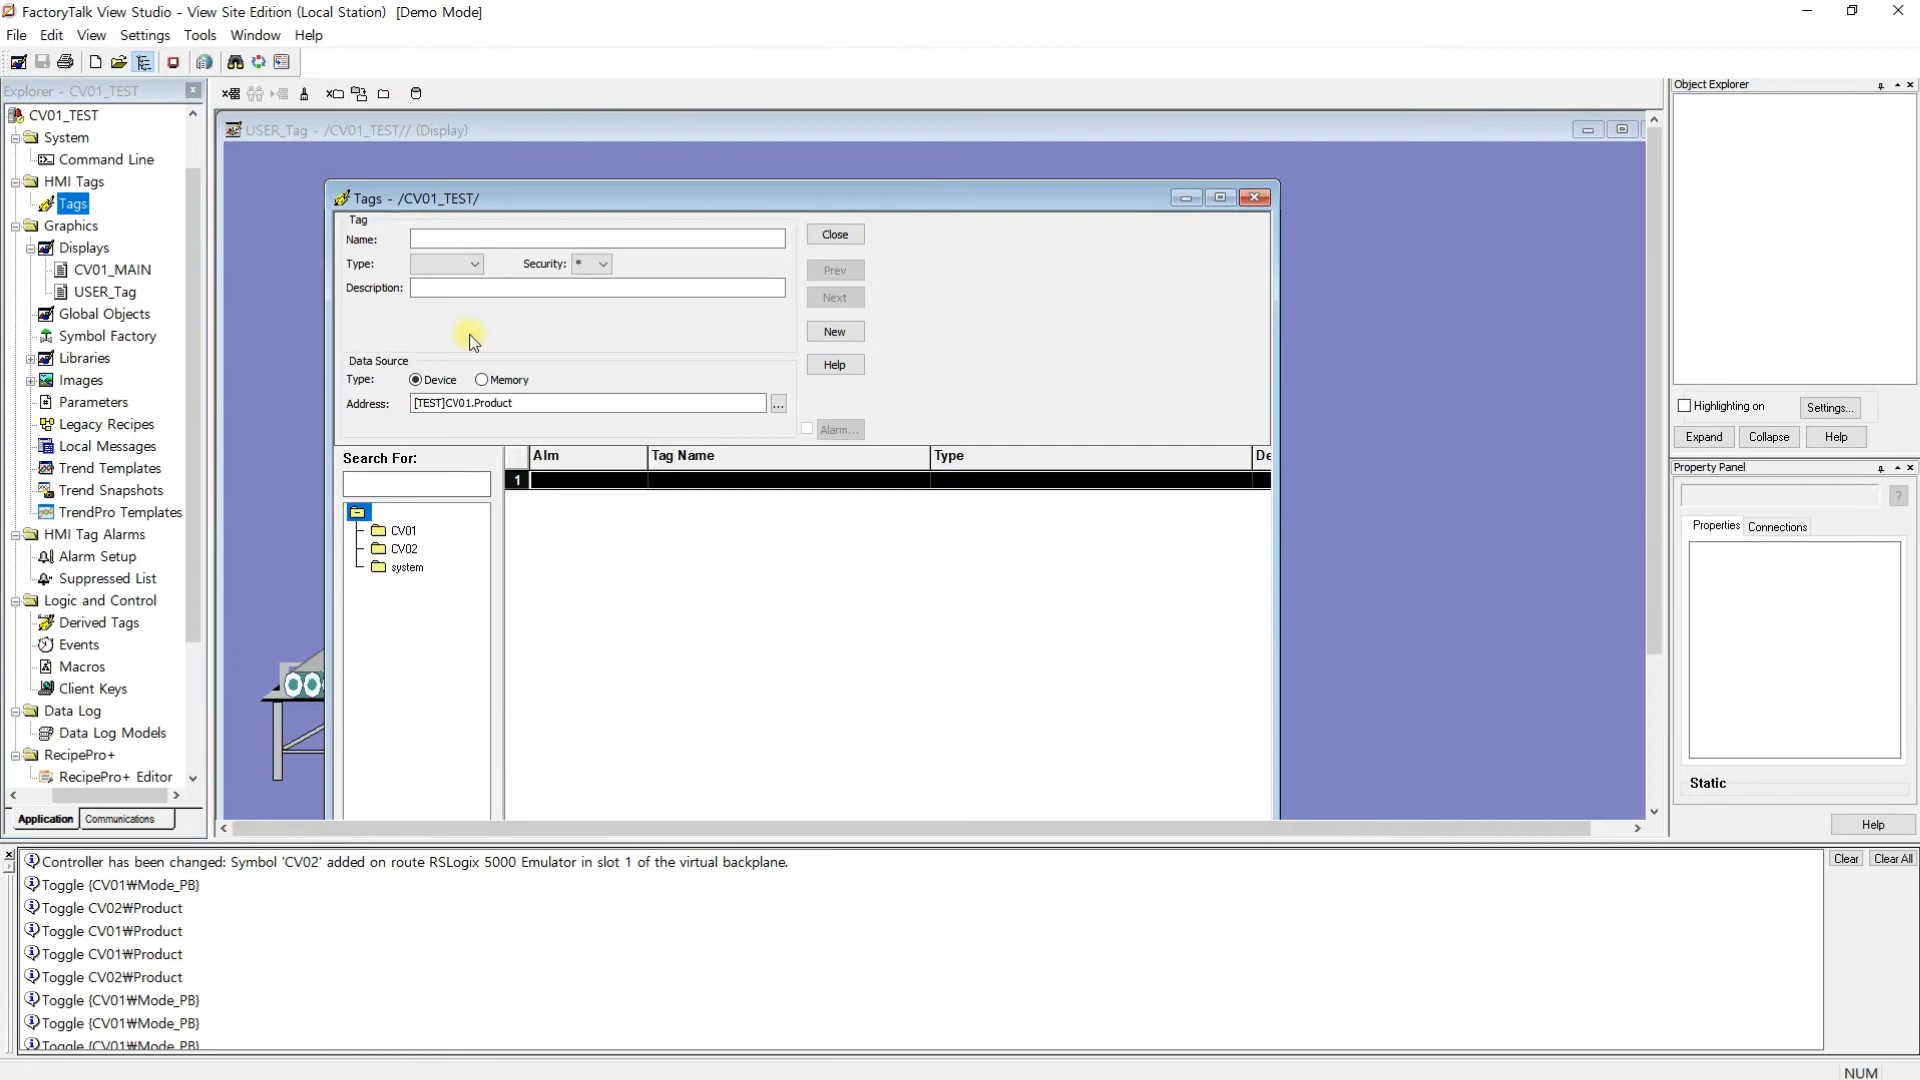 FactoryTalk View Studio - View Site Edition (Local Station)   [Demo Mode]
File Edit View Settings Tools Window Help
Explorer - CV01_TEST
CV01_TEST
System
Command Line
HMI Tags
Tags
Graphics
Displays
CV01_MAIN
USER_Tag
Global Objects
Symbol Factory
Libraries
Images
Parameters
Legacy Recipes
Local Messages
Trend Templates
Trend Snapshots
TrendPro Templates
HMI Tag Alarms
Alarm Setup
Suppressed List
Logic and Control
Derived Tags
Events
Macros
Client Keys
Data Log
Data Log Models
RecipePro+
RecipePro+ Editor
Application Communications
USER_Tag - /CV01_TEST// (Display)
Tags - /CV01_TEST/
Tag
Name:
Type: Security: *
Description:
Close
Prev
Next
New
Help
Data Source
Type: Device Memory
Address: [TEST]CV01.Product ...
Alarm...
Search For:
Alm Tag Name Type De
1
CV01
CV02
system
Object Explorer
Highlighting on Settings...
Expand Collapse Help
Property Panel
?
Properties Connections
Static
Help
Controller has been changed: Symbol 'CV02' added on route RSLogix 5000 Emulator in slot 1 of the virtual backplane.
Toggle {CV01₩Mode_PB}
Toggle CV02₩Product
Toggle CV01₩Product
Toggle CV01₩Product
Toggle CV02₩Product
Toggle {CV01₩Mode_PB}
Toggle {CV01₩Mode_PB}
Toggle {CV01₩Mode_PB}
Clear Clear All
NUM